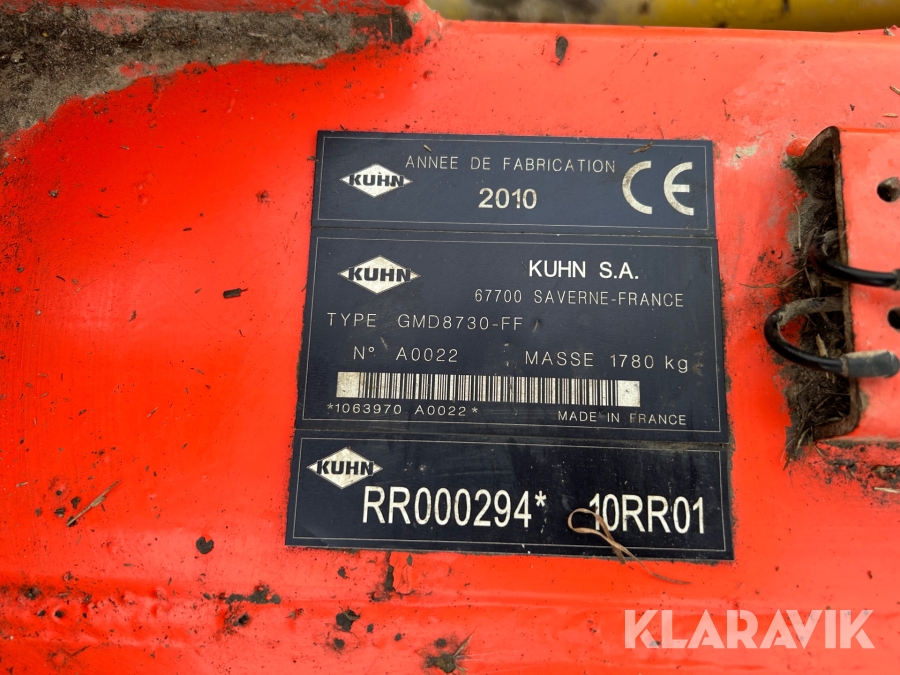 KUHN
ANNEE DE FABRICATION
2010
CE
KUHN
KUHN S.A.
67700 SAVERNE-FRANCE
TYPE GMD8730-FF
N° A0022 MASSE 1780 kg
*1063970 A0022*
MADE IN FRANCE
KUHN
RR000294* 10RR01
KLARAVIK